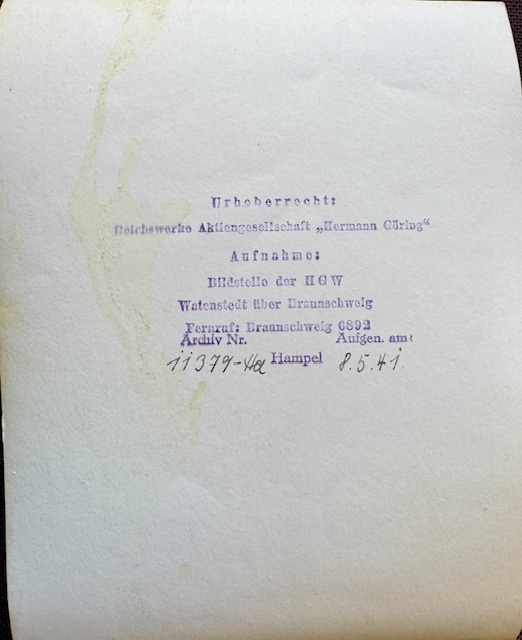 Urheberrecht:
Reichswerke Aktiengesellschaft „Hermann Göring“
Aufnahme:
Bildstelle der HGW
Watenstedt über Braunschweig
Fernruf: Braunschweig 6892
Archiv Nr. Aufgen. am:
11379-Ha Hampel 8.5.41.